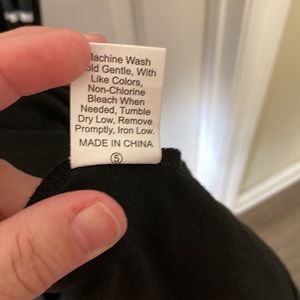 Machine Wash
old Gentle, With
Like Colors,
Non-Chlorine
Bleach When
Needed, Tumble
Dry Low, Remove
Promptly, Iron Low.
MADE IN CHINA
5